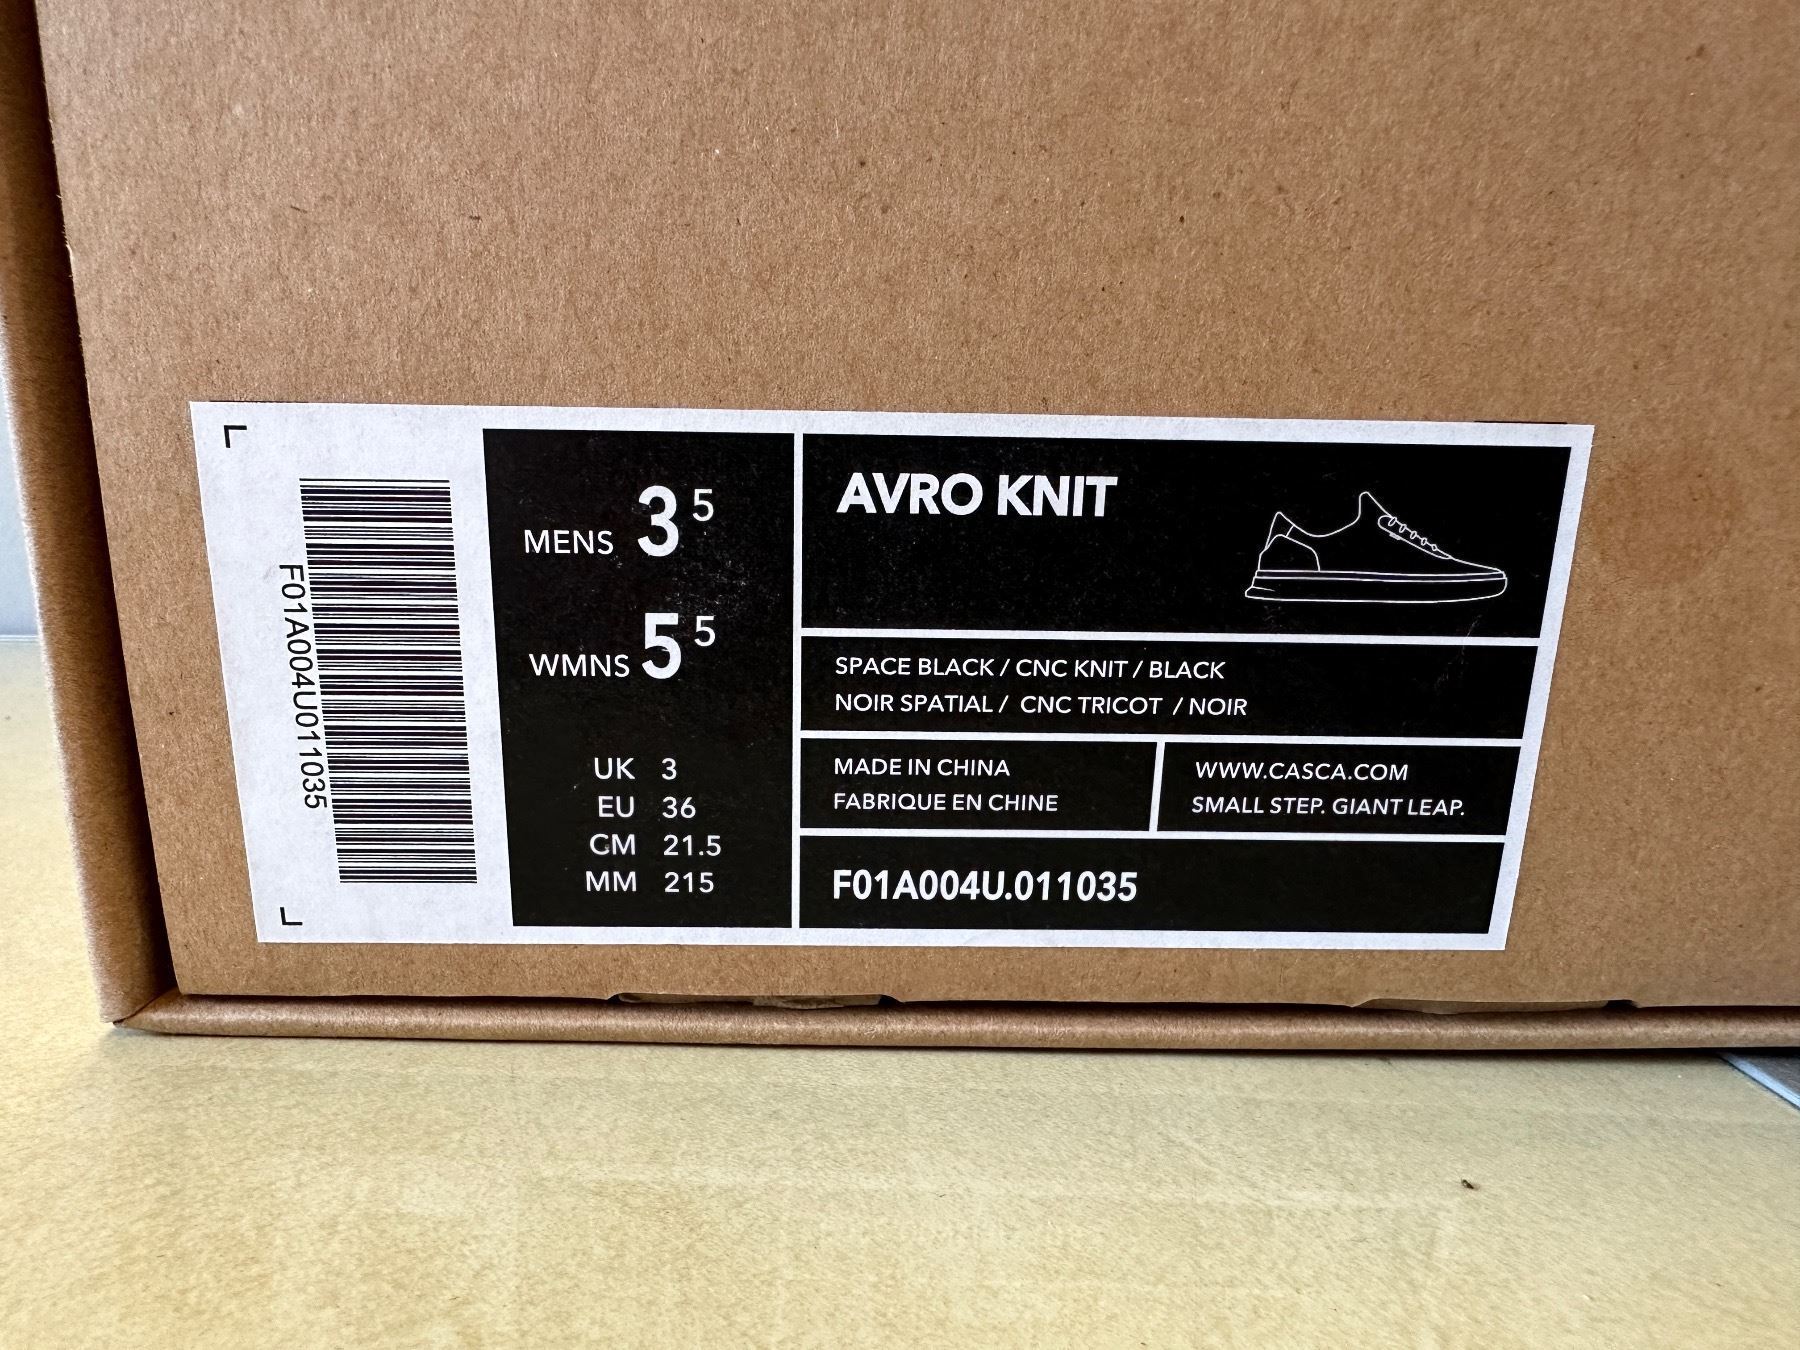 F01A004U011035
MENS 3 5
WMNS 5 5
UK 3
EU 36
CM 21.5
MM 215
AVRO KNIT
SPACE BLACK / CNC KNIT / BLACK
NOIR SPATIAL / CNC TRICOT / NOIR
MADE IN CHINA
FABRIQUE EN CHINE
WWW.CASCA.COM
SMALL STEP. GIANT LEAP.
F01A004U.011035